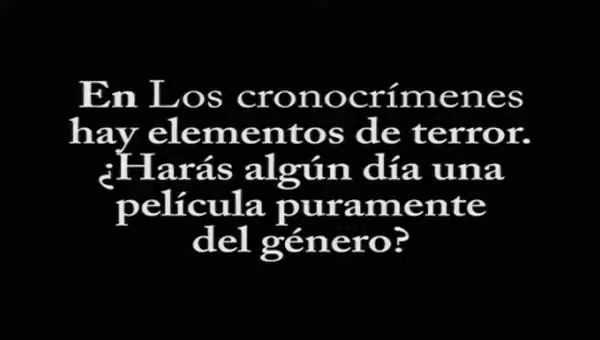 En Los cronocrímenes
hay elementos de terror.
¿Harás algún día una
película puramente
del género?